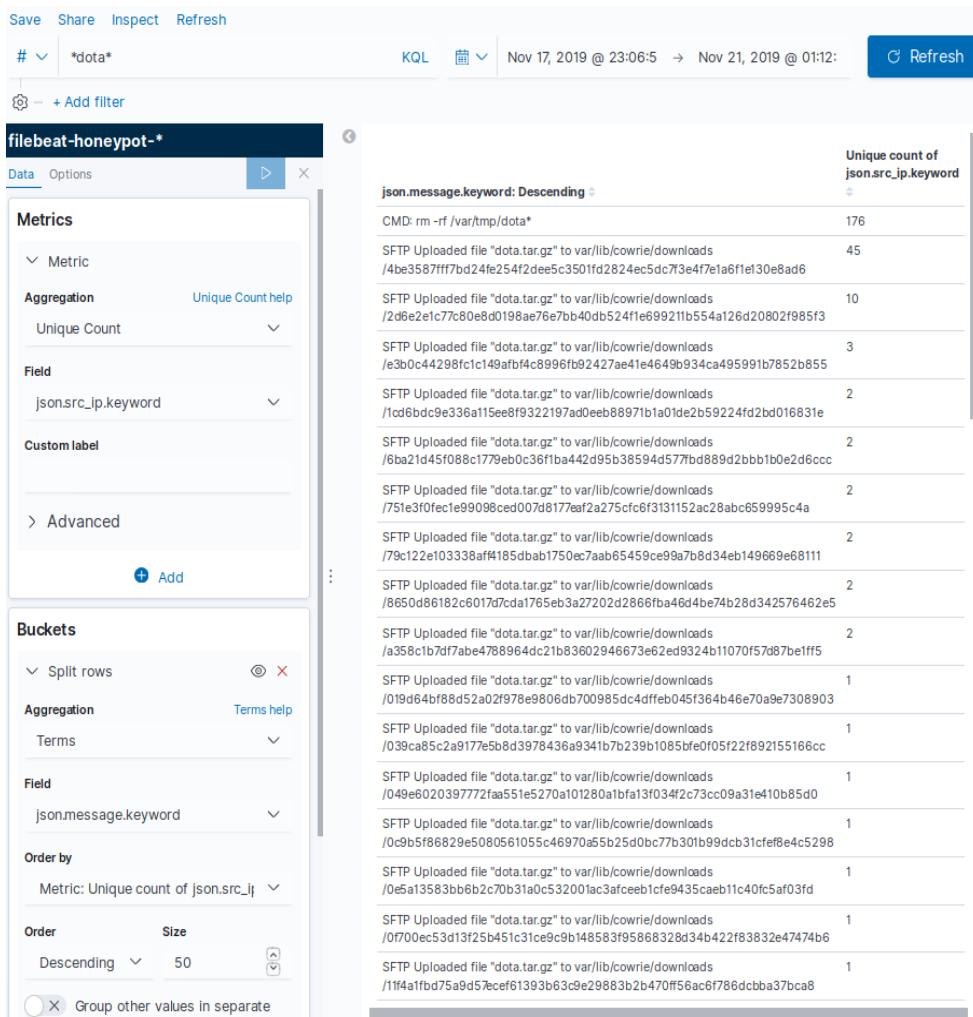 Save Share Inspect Refresh
# *dota* KQL Nov 17, 2019 @ 23:06:5 → Nov 21, 2019 @ 01:12: Refresh
+ Add filter
filebeat-honeypot-*
Data Options
Metrics
Metric
Aggregation Unique Count help
Unique Count
Field
json.src_ip.keyword
Custom label
Advanced
Add
Buckets
Split rows
Aggregation Terms help
Terms
Field
json.message.keyword
Order by
Metric: Unique count of json.src_ip
Order Size
Descending 50
Group other values in separate
json.message.keyword: Descending
Unique count of
json.src_ip.keyword
CMD: rm -rf /var/tmp/dota* 176
SFTP Uploaded file "dota.tar.gz" to var/lib/cowrie/downloads 45
/4be3587fff7bd24fe254f2dee5c3501fd2824ec5dc7f3e4f7e1a6f1e130e8ad6
SFTP Uploaded file "dota.tar.gz" to var/lib/cowrie/downloads 10
/2d6e2e1c77c80e8d0198ae76e7bb40db524f1e699211b554a126d20802f985f3
SFTP Uploaded file "dota.tar.gz" to var/lib/cowrie/downloads 3
/e3b0c44298fc1c149afbf4c8996fb92427ae41e4649b934ca495991b7852b855
SFTP Uploaded file "dota.tar.gz" to var/lib/cowrie/downloads 2
/1cd6bdc9e336a115ee8f9322197ad0eeb88971b1a01de2b59224fd2bd016831e
SFTP Uploaded file "dota.tar.gz" to var/lib/cowrie/downloads 2
/6ba21d45f088c1779eb0c36f1ba442d95b38594d577fbd889d2bbb1b0e2d6ccc
SFTP Uploaded file "dota.tar.gz" to var/lib/cowrie/downloads 2
/751e3f0fec1e99098ced007d8177eaf2a275cfc6f3131152ac28abc659995c4a
SFTP Uploaded file "dota.tar.gz" to var/lib/cowrie/downloads 2
/79c122e103338aff4185dbab1750ec7aab65459ce99a7b8d34eb149669e68111
SFTP Uploaded file "dota.tar.gz" to var/lib/cowrie/downloads 2
/8650d86182c6017d7cda1765eb3a27202d2866fba46d4be74b28d342576462e5
SFTP Uploaded file "dota.tar.gz" to var/lib/cowrie/downloads 2
/a358c1b7df7abe4788964dc21b83602946673e62ed9324b11070f57d87be1ff5
SFTP Uploaded file "dota.tar.gz" to var/lib/cowrie/downloads 1
/019d64bf88d52a02f978e9806db700985dc4dffeb045f364b46e70a9e7308903
SFTP Uploaded file "dota.tar.gz" to var/lib/cowrie/downloads 1
/039ca85c2a9177e5b8d3978436a9341b7b239b1085bfe0f05f22f892155166cc
SFTP Uploaded file "dota.tar.gz" to var/lib/cowrie/downloads 1
/049e6020397772faa551e5270a101280a1bfa13f034f2c73cc09a31e410b85d0
SFTP Uploaded file "dota.tar.gz" to var/lib/cowrie/downloads 1
/0c9b5f86829e5080561055c46970a55b25d0bc77b301b99dcb31cfef8e4c5298
SFTP Uploaded file "dota.tar.gz" to var/lib/cowrie/downloads 1
/0e5a13583bb6b2c70b31a0c532001ac3afceeb1cfe9435caeb11c40fc5af03fd
SFTP Uploaded file "dota.tar.gz" to var/lib/cowrie/downloads 1
/0f700ec53d13f25b451c31ce9c9b148583f95868328d34b422f83832e47474b6
SFTP Uploaded file "dota.tar.gz" to var/lib/cowrie/downloads 1
/11f4a1fbd75a9d57ecef61393b63c9e29883b2b470ff56ac6f786dcbba37bca8